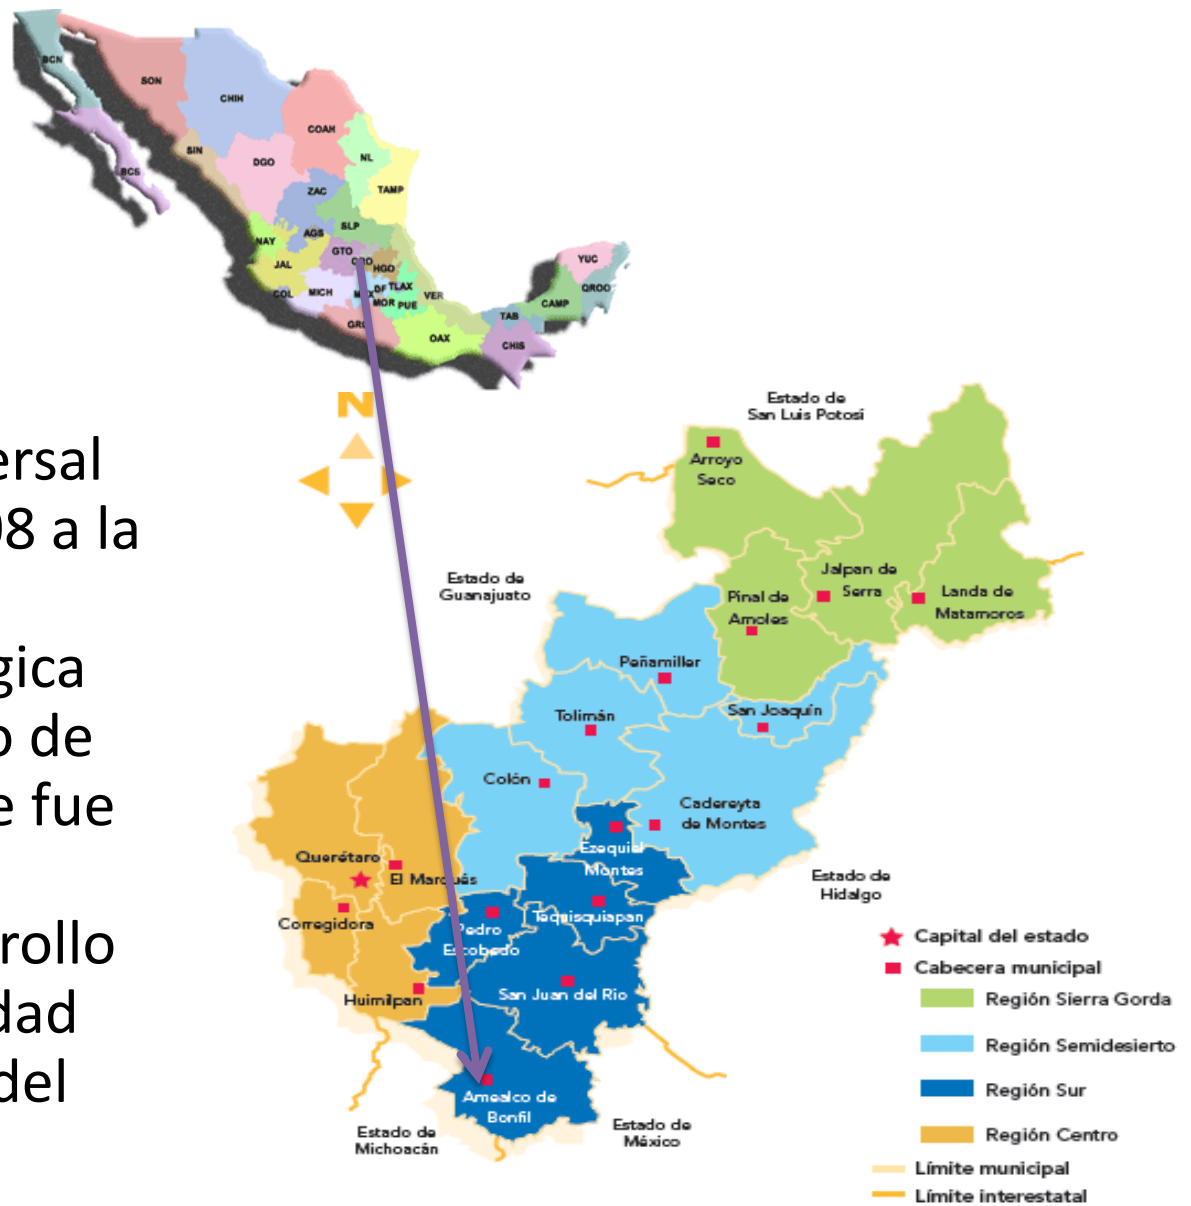 BCN
SON
CHIH
COAH
SIN
NL
DGO
BCS
ZAC
TAMP
SLP
AGS
NAY
GTO
JAL
HGO
YUC
QROO
COL
MICH
DF
TLAX
VER
MOR
PUE
CAMP
TAB
OAX
CHIS
N
ersal
08 a la
gica
o de
e fue
rollo
dad
del
Estado de
San Luis Potosí
Arroyo
Seco
Estado de
Guanajuato
Jalpan de
Serra
Pinal de
Amoles
Landa de
Matamoros
Peñamiller
San Joaquín
Tolimán
Colón
Cadereyta
de Montes
Ezequiel
Montes
Querétaro
El Marqués
Estado de
Hidalgo
Corregidora
Tequisquiapan
Pedro
Escobedo
Huimilpan
San Juan del Río
Amealco de
Bonfil
Estado de
Michoacán
Estado de
México
Capital del estado
Cabecera municipal
Región Sierra Gorda
Región Semidesierto
Región Sur
Región Centro
Límite municipal
Límite interestatal